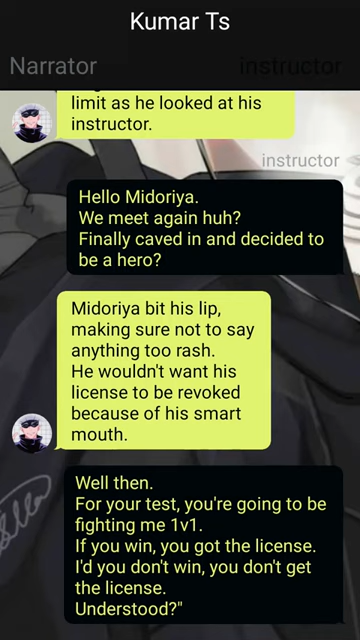 Kumar Ts
Narrator
instructor
limit as he looked at his
instructor.
instructor
Hello Midoriya.
We meet again huh?
Finally caved in and decided to
be a hero?
Midoriya bit his lip,
making sure not to say
anything too rash.
He wouldn't want his
license to be revoked
because of his smart
mouth.
Well then.
For your test, you're going to be
fighting me 1v1.
If you win, you got the license.
I'd you don't win, you don't get
the license.
Understood?"